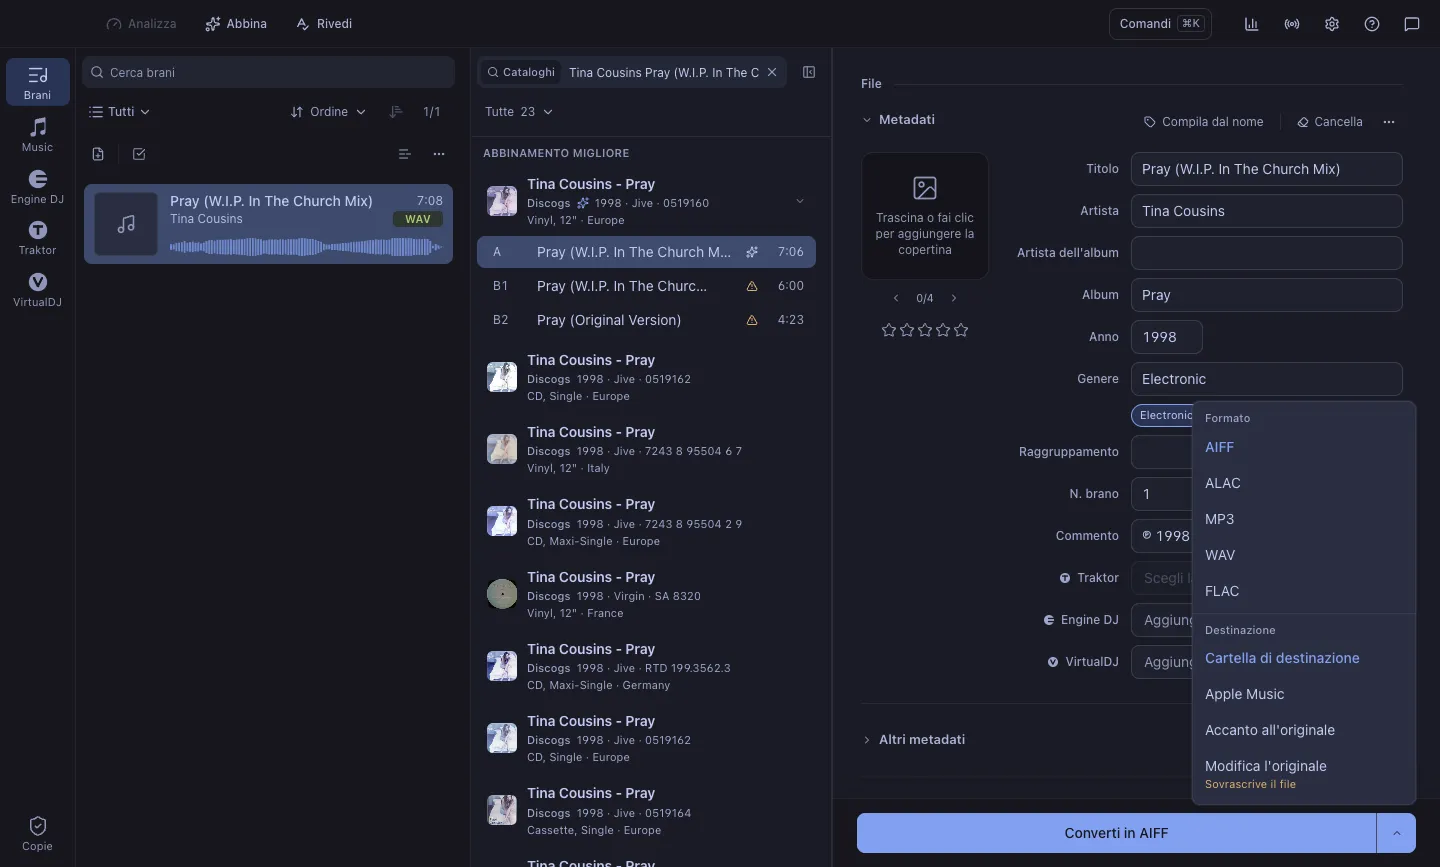 Analizza
Abbina
Rivedi
Comandi ⌘K
Brani
Music
Engine DJ
Traktor
VirtualDJ
Copie
Cerca brani
Tutti
Ordine
1/1
Pray (W.I.P. In The Church Mix) 7:08
Tina Cousins WAV
Cataloghi Tina Cousins Pray (W.I.P. In The C
Tutte 23
ABBINAMENTO MIGLIORE
Tina Cousins - Pray
Discogs 1998 · Jive · 0519160
Vinyl, 12" · Europe
A Pray (W.I.P. In The Church M... 7:06
B1 Pray (W.I.P. In The Churc... 6:00
B2 Pray (Original Version) 4:23
Tina Cousins - Pray
Discogs 1998 · Jive · 0519162
CD, Single · Europe
Tina Cousins - Pray
Discogs 1998 · Jive · 7243 8 95504 6 7
Vinyl, 12" · Italy
Tina Cousins - Pray
Discogs 1998 · Jive · 7243 8 95504 2 9
CD, Maxi-Single · Europe
Tina Cousins - Pray
Discogs 1998 · Virgin · SA 8320
Vinyl, 12" · France
Tina Cousins - Pray
Discogs 1998 · Jive · RTD 199.3562.3
CD, Maxi-Single · Germany
Tina Cousins - Pray
Discogs 1998 · Jive · 0519162
CD, Single · Europe
Tina Cousins - Pray
Discogs 1998 · Jive · 0519164
Cassette, Single · Europe
Tina Cousins - Pray
File
Metadati
Compila dal nome
Cancella
Trascina o fai clic
per aggiungere la
copertina
0/4
Titolo Pray (W.I.P. In The Church Mix)
Artista Tina Cousins
Artista dell'album
Album Pray
Anno 1998
Genere Electronic
Electronic
Raggruppamento
N. brano 1
Commento ℗ 1998
Traktor Scegli
Engine DJ Aggiung
VirtualDJ Aggiung
Altri metadati
Formato
AIFF
ALAC
MP3
WAV
FLAC
Destinazione
Cartella di destinazione
Apple Music
Accanto all'originale
Modifica l'originale
Sovrascrive il file
Converti in AIFF